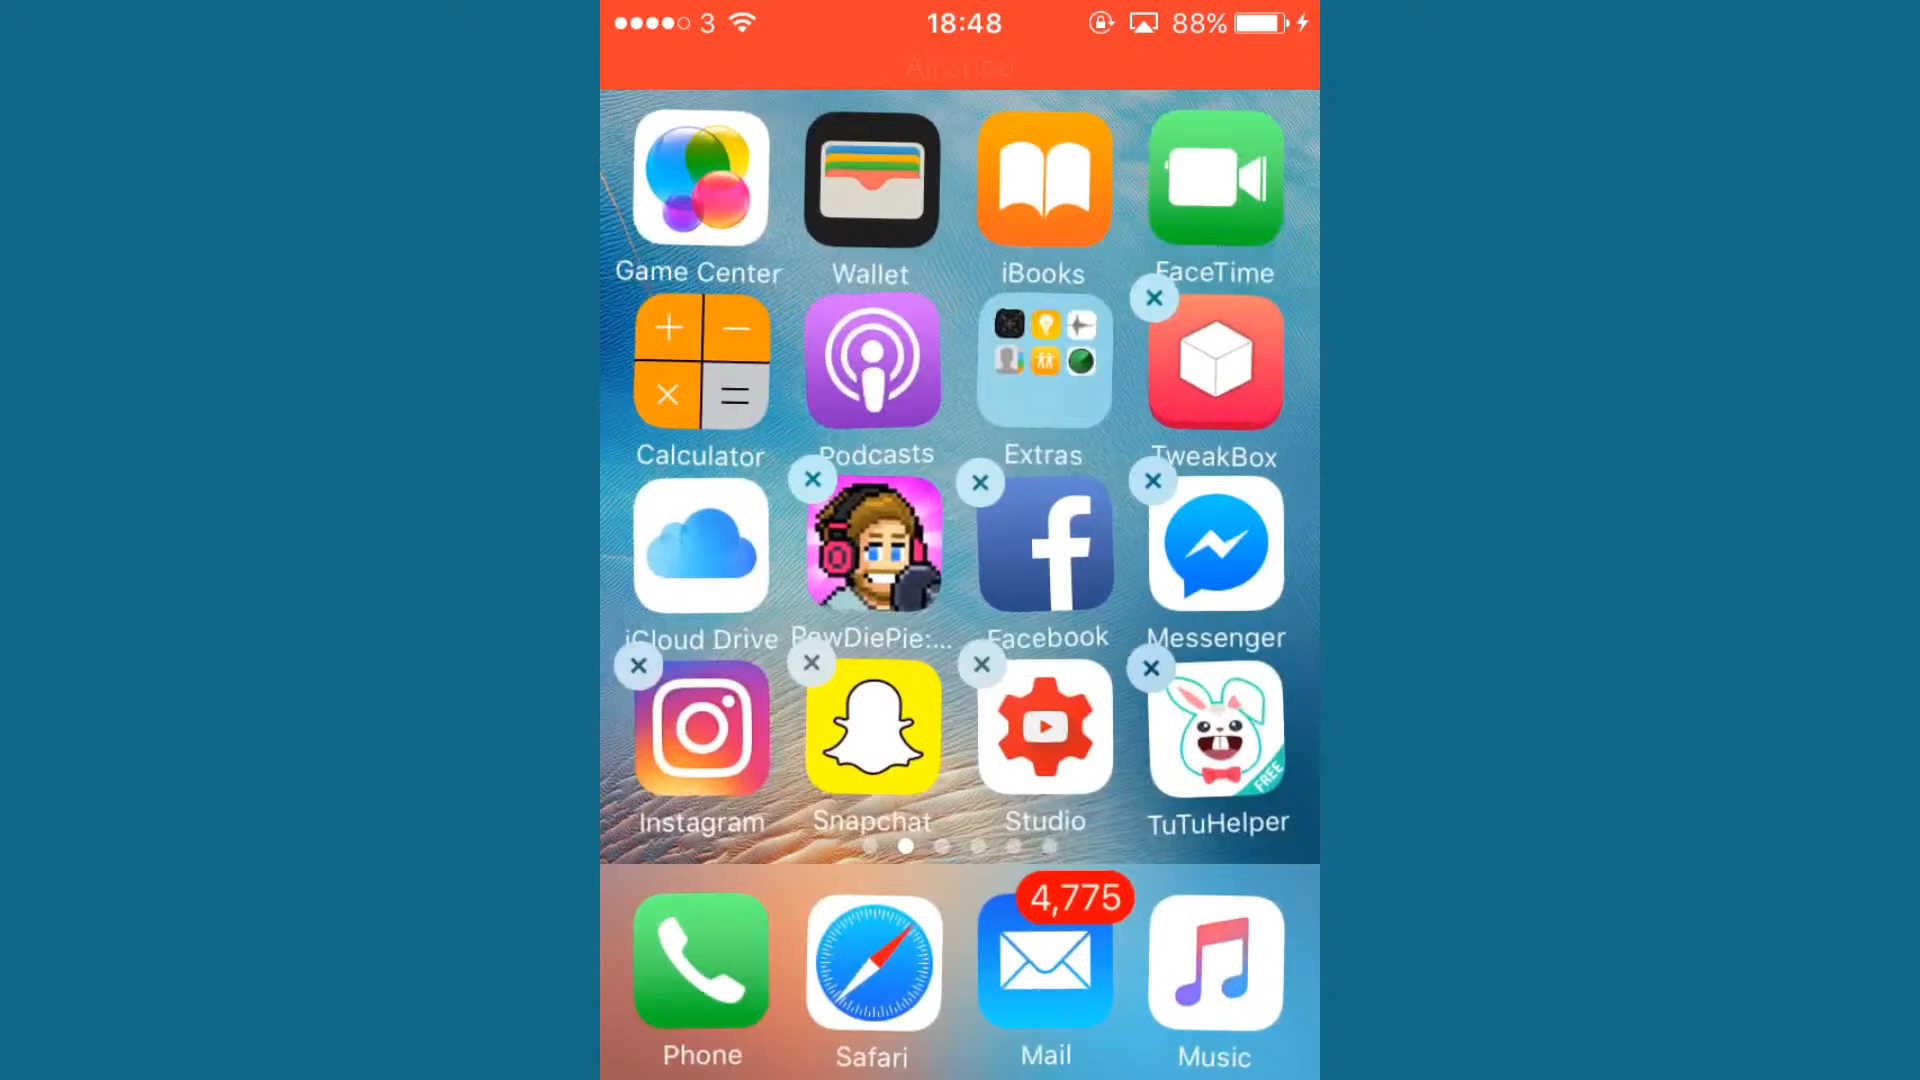 3 18:48 88%
AirShou
Game Center Wallet iBooks FaceTime
Calculator Podcasts Extras TweakBox
iCloud Drive PewDiePie:... Facebook Messenger
FREE
Instagram Snapchat Studio TuTuHelper
4,775
Phone Safari Mail Music